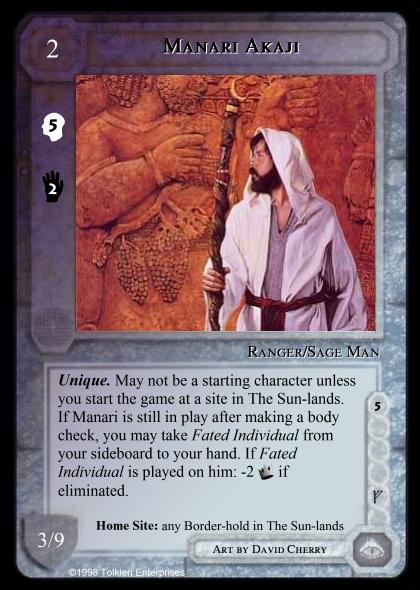 2
MANARI AKAJI
5
2
RANGER/SAGE MAN
Unique. May not be a starting character unless
you start the game at a site in The Sun-lands.
If Manari is still in play after making a body
check, you may take Fated Individual from
your sideboard to your hand. If Fated
Individual is played on him: -2 if
eliminated.
5
Home Site: any Border-hold in The Sun-lands
3/9
ART BY DAVID CHERRY
©1998 Tolkien Enterprises